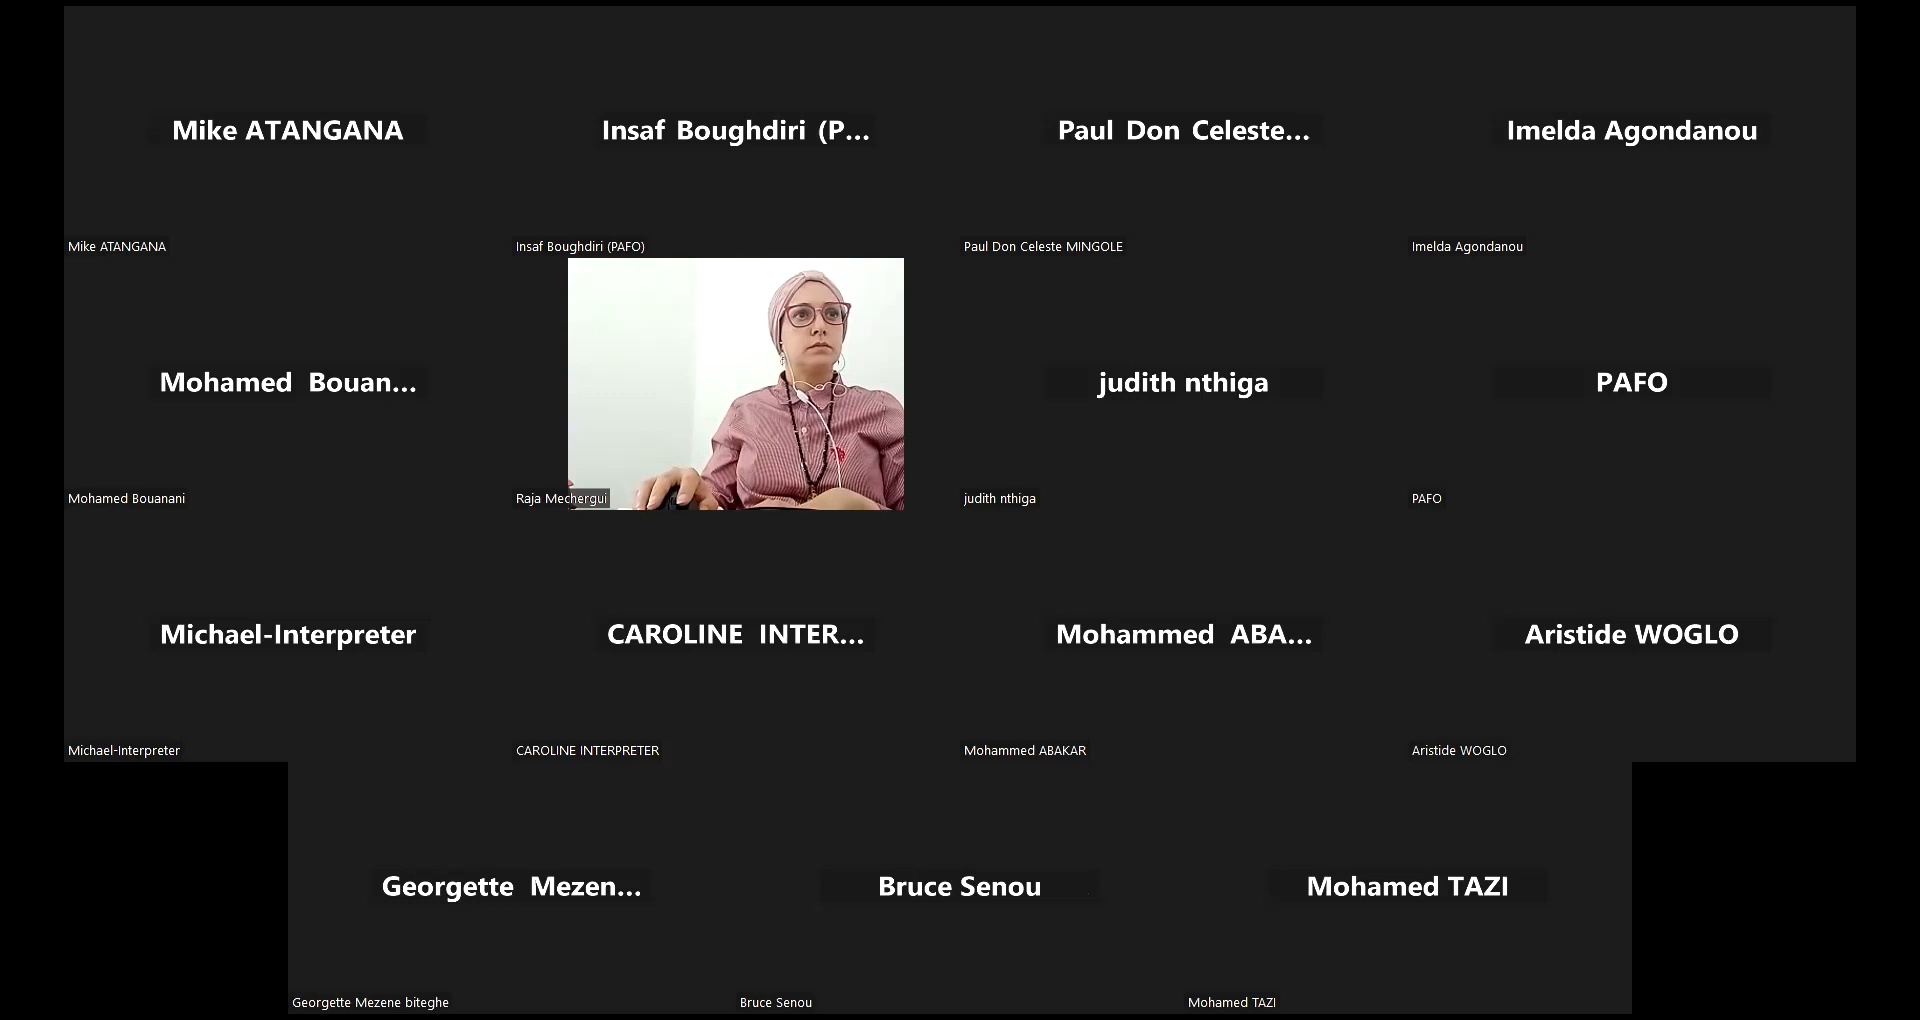 Mike ATANGANA
Insaf Boughdiri (P...
Paul Don Celeste...
Imelda Agondanou
Mike ATANGANA
Insaf Boughdiri (PAFO)
Paul Don Celeste MINGOLE
Imelda Agondanou
Mohamed Bouan...
judith nthiga
PAFO
Mohamed Bouanani
Raja Mechergui
judith nthiga
PAFO
Michael-Interpreter
CAROLINE INTER...
Mohammed ABA...
Aristide WOGLO
Michael-Interpreter
CAROLINE INTERPRETER
Mohammed ABAKAR
Aristide WOGLO
Georgette Mezen...
Bruce Senou
Mohamed TAZI
Georgette Mezene biteghe
Bruce Senou
Mohamed TAZI